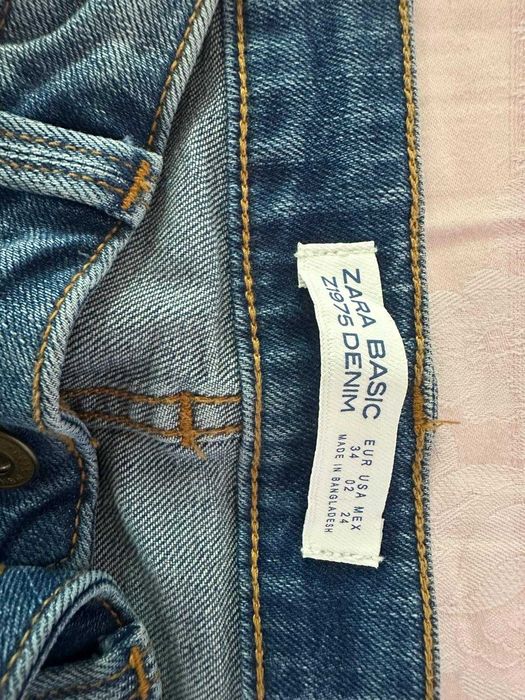 ZARA BASIC
Z1975 DENIM
EUR USA MEX
34 02 24
MADE IN BANGLADESH